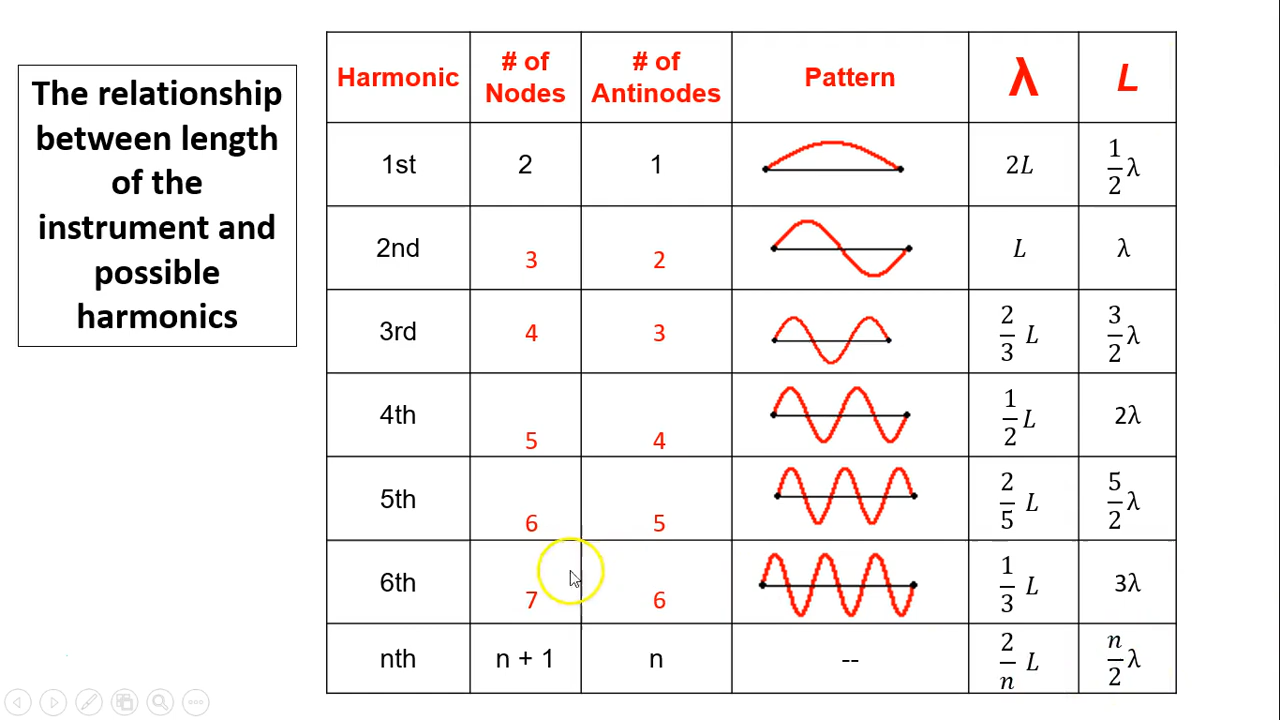 The relationship
between length
of the
instrument and
possible
harmonics
Harmonic # of Nodes # of Antinodes Pattern λ L
1st 2 1 2L 1/2 λ
2nd 3 2 L λ
3rd 4 3 2/3 L 3/2 λ
4th 5 4 1/2 L 2λ
5th 6 5 2/5 L 5/2 λ
6th 7 6 1/3 L 3λ
nth n + 1 n -- 2/n L n/2 λ